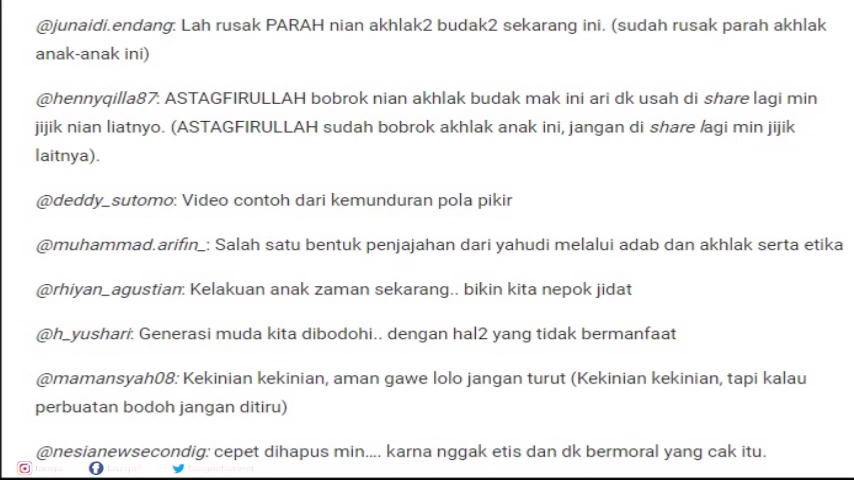 @junaidi.endang: Lah rusak PARAH nian akhlak2 budak2 sekarang ini. (sudah rusak parah akhlak
anak-anak ini)
@hennyqilla87: ASTAGFIRULLAH bobrok nian akhlak budak mak ini ari dk usah di share lagi min
jijik nian liatnyo. (ASTAGFIRULLAH sudah bobrok akhlak anak ini, jangan di share lagi min jijik
laitnya).
@deddy_sutomo: Video contoh dari kemunduran pola pikir
@muhammad.arifin_: Salah satu bentuk penjajahan dari yahudi melalui adab dan akhlak serta etika
@rhiyan_agustian: Kelakuan anak zaman sekarang.. bikin kita nepok jidat
@h_yushari: Generasi muda kita dibodohi.. dengan hal2 yang tidak bermanfaat
@mamansyah08: Kekinian kekinian, aman gawe lolo jangan turut (Kekinian kekinian, tapi kalau
perbuatan bodoh jangan ditiru)
@nesianewsecondig: cepet dihapus min.... karna nggak etis dan dk bermoral yang cak itu.